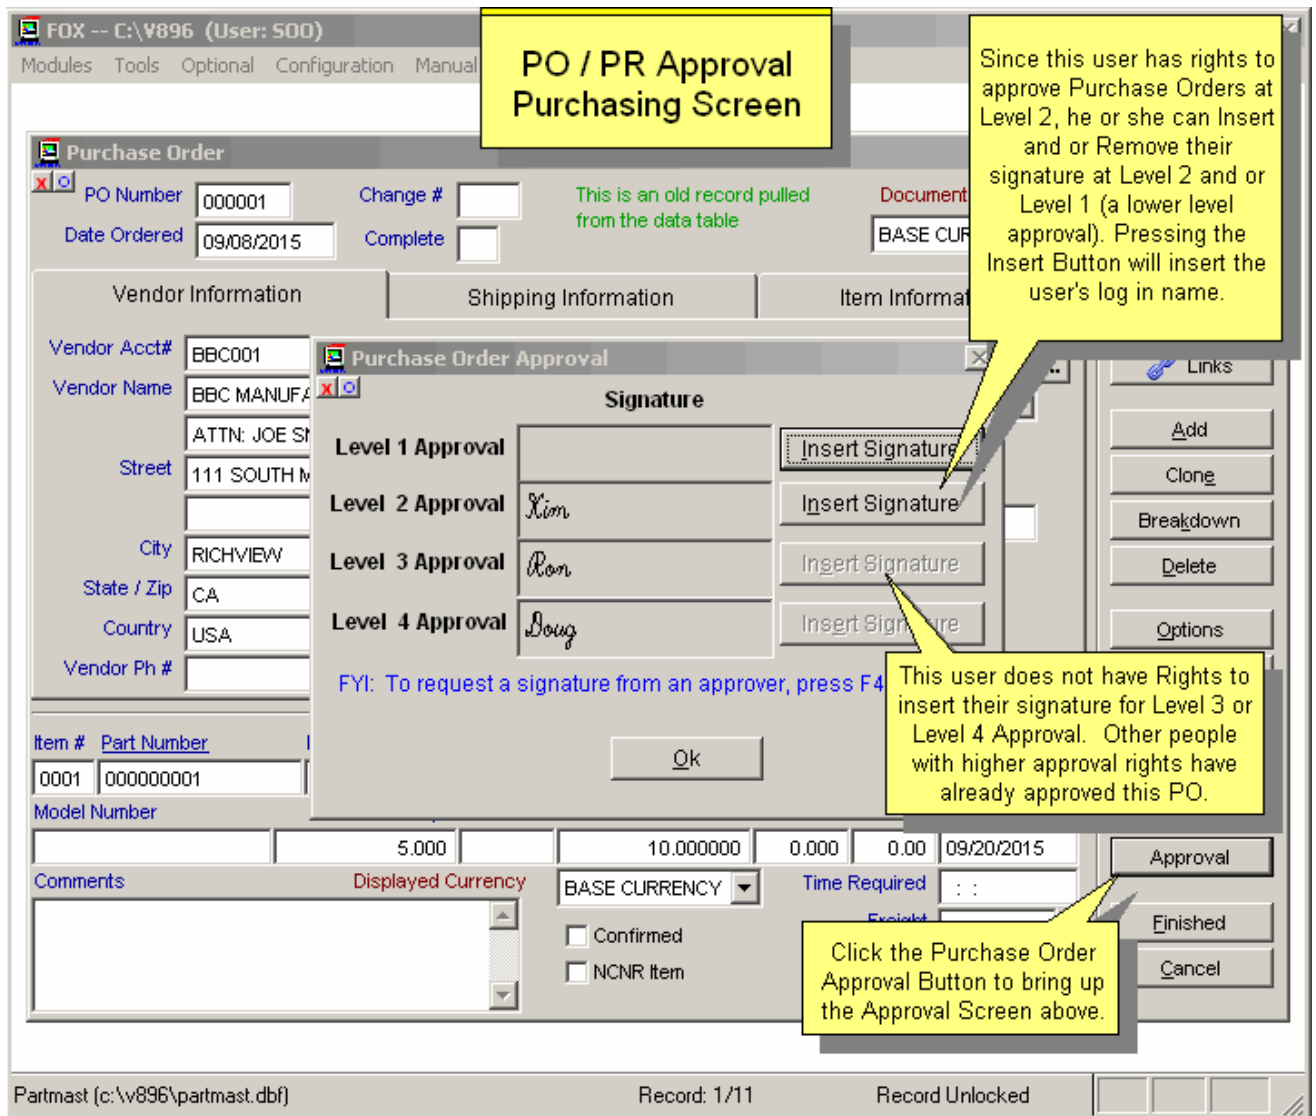 FOX -- C:\V896 (User: SOO)
Modules Tools Optional Configuration Manual
PO / PR Approval
Purchasing Screen
Since this user has rights to
approve Purchase Orders at
Level 2, he or she can Insert
and or Remove their
signature at Level 2 and or
Level 1 (a lower level
approval). Pressing the
Insert Button will insert the
user's log in name.
Purchase Order
PO Number 000001
Change #
This is an old record pulled
from the data table
Document
Date Ordered 09/08/2015
Complete
BASE CUR
Vendor Information
Shipping Information
Item Informat
Vendor Acct# BBC001
Vendor Name BBC MANUFA
ATTN: JOE SN
Street 111 SOUTH M
City RICHVIEW
State / Zip CA
Country USA
Vendor Ph #
Purchase Order Approval
Signature
Level 1 Approval
Insert Signature
Level 2 Approval Kim
Insert Signature
Level 3 Approval Ron
Insert Signature
Level 4 Approval Doug
Insert Signature
FYI: To request a signature from an approver, press F4
Ok
Links
Add
Clone
Breakdown
Delete
Options
This user does not have Rights to
insert their signature for Level 3 or
Level 4 Approval. Other people
with higher approval rights have
already approved this PO.
Item # Part Number
0001 000000001
Model Number
5.000 10.000000 0.000 0.00 09/20/2015
Comments
Displayed Currency BASE CURRENCY
Time Required : :
Freight
Confirmed
NCNR Item
Approval
Finished
Cancel
Click the Purchase Order
Approval Button to bring up
the Approval Screen above.
Partmast (c:\v896\partmast.dbf)
Record: 1/11
Record Unlocked